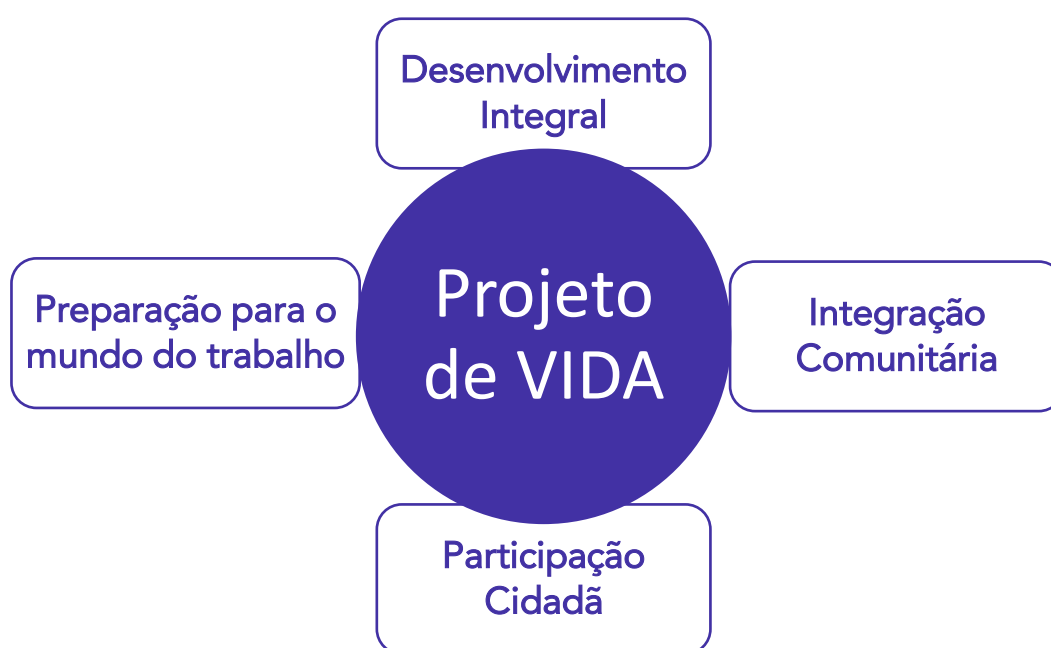 Desenvolvimento
Integral
Preparação para o
mundo do trabalho
Projeto
de VIDA
Integração
Comunitária
Participação
Cidadã